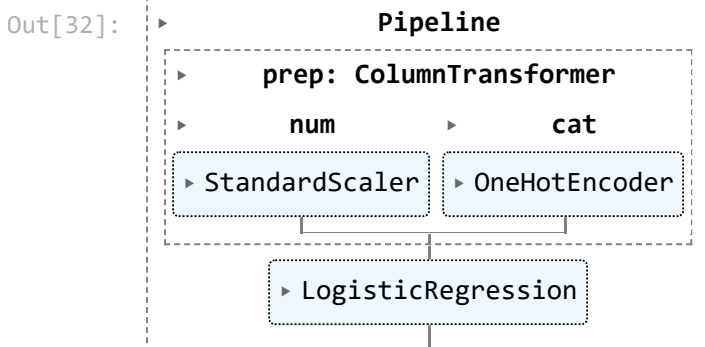 Out[32]: ▸ Pipeline
▸ prep: ColumnTransformer
▸ num ▸ cat
▸ StandardScaler ▸ OneHotEncoder
▸ LogisticRegression